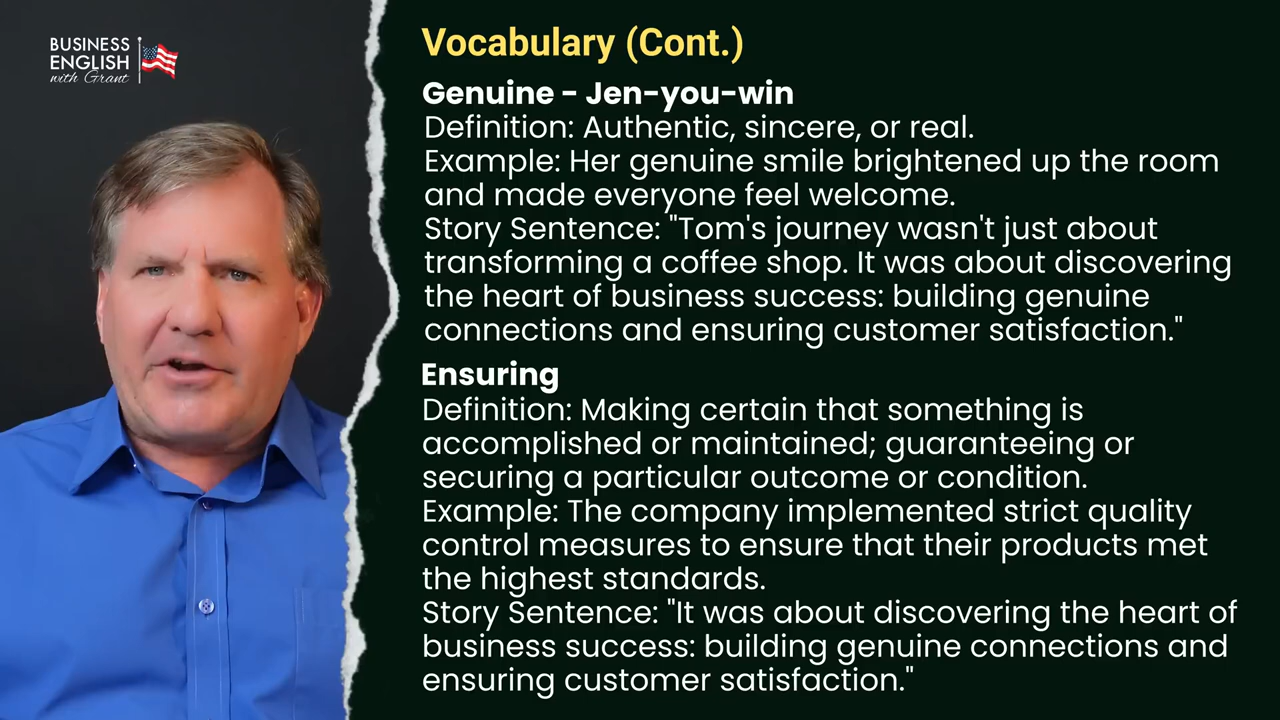 BUSINESS
ENGLISH
with Grant
Vocabulary (Cont.)
Genuine - Jen-you-win
Definition: Authentic, sincere, or real.
Example: Her genuine smile brightened up the room
and made everyone feel welcome.
Story Sentence: "Tom's journey wasn't just about
transforming a coffee shop. It was about discovering
the heart of business success: building genuine
connections and ensuring customer satisfaction."
Ensuring
Definition: Making certain that something is
accomplished or maintained; guaranteeing or
securing a particular outcome or condition.
Example: The company implemented strict quality
control measures to ensure that their products met
the highest standards.
Story Sentence: "It was about discovering the heart of
business success: building genuine connections and
ensuring customer satisfaction."